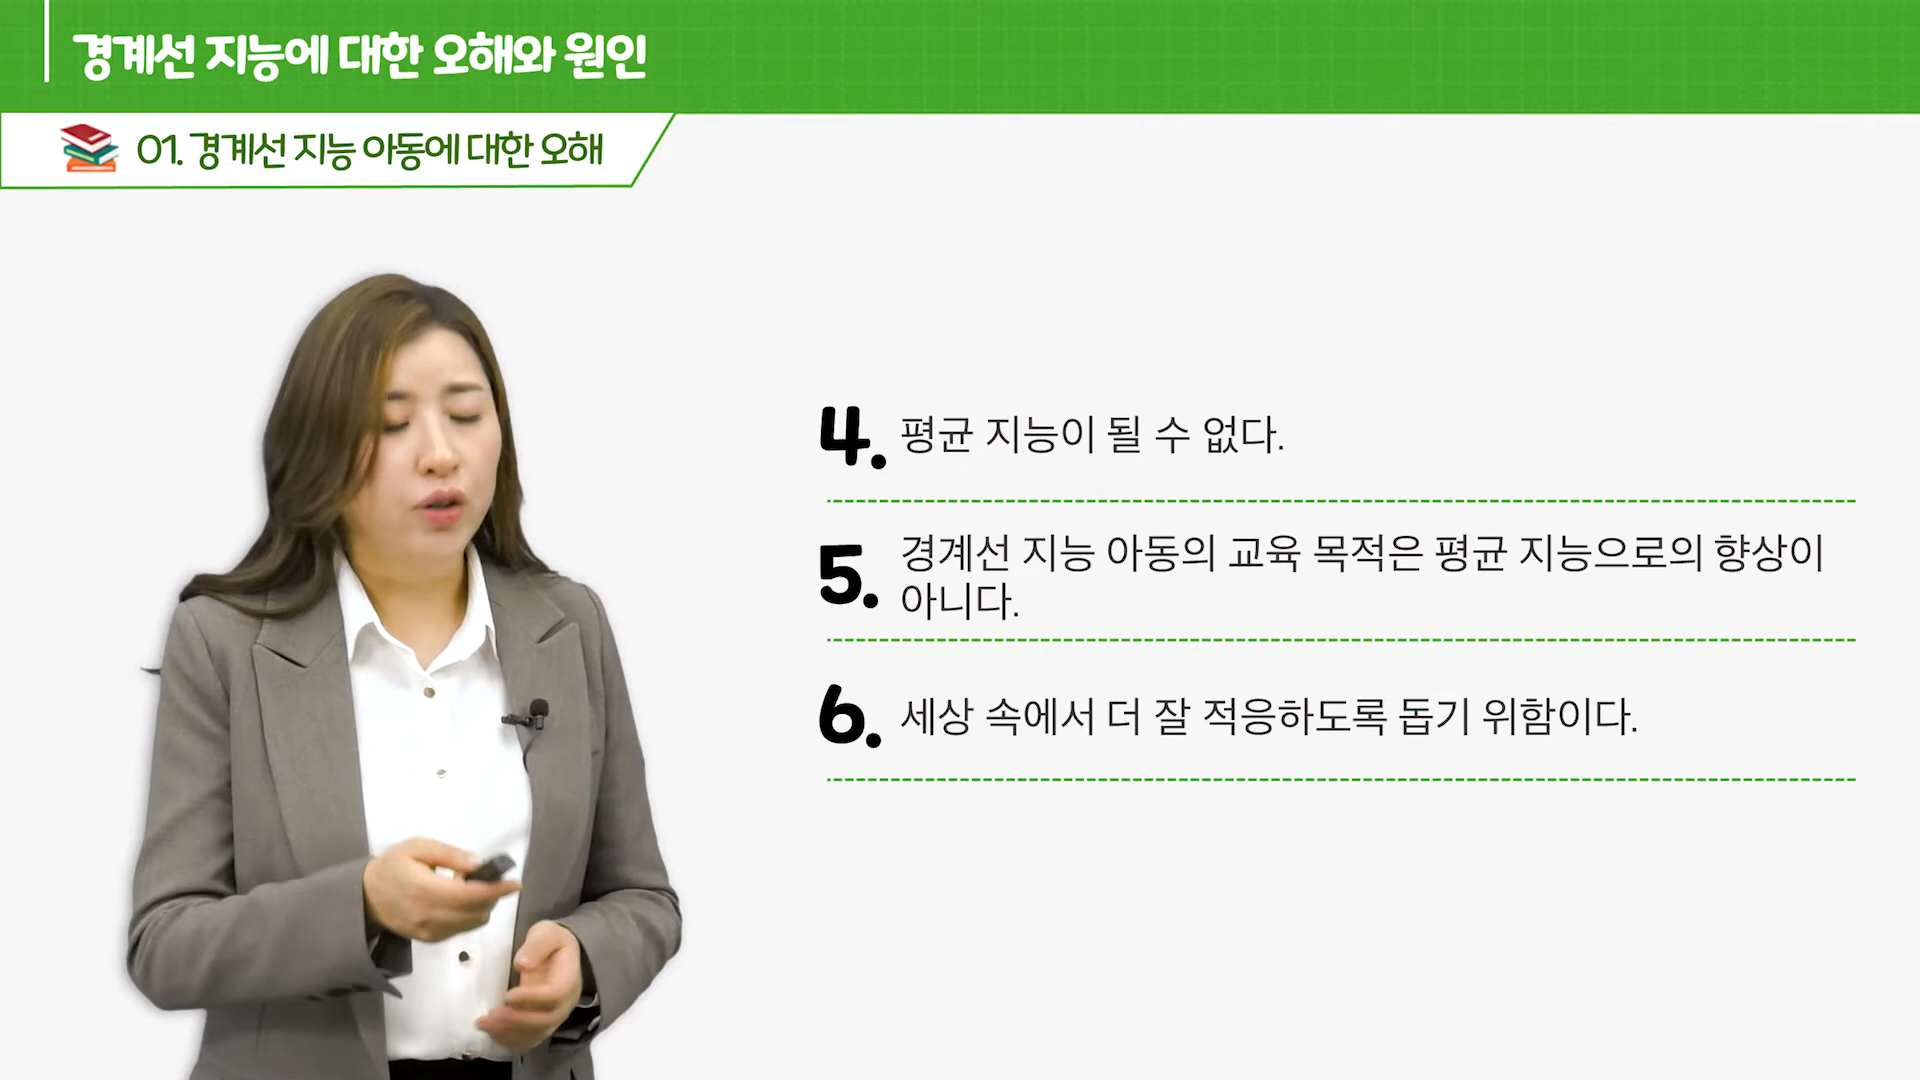 경계선 지능에 대한 오해와 원인
01. 경계선 지능 아동에 대한 오해
4. 평균 지능이 될 수 없다.
5. 경계선 지능 아동의 교육 목적은 평균 지능으로의 향상이
아니다.
6. 세상 속에서 더 잘 적응하도록 돕기 위함이다.